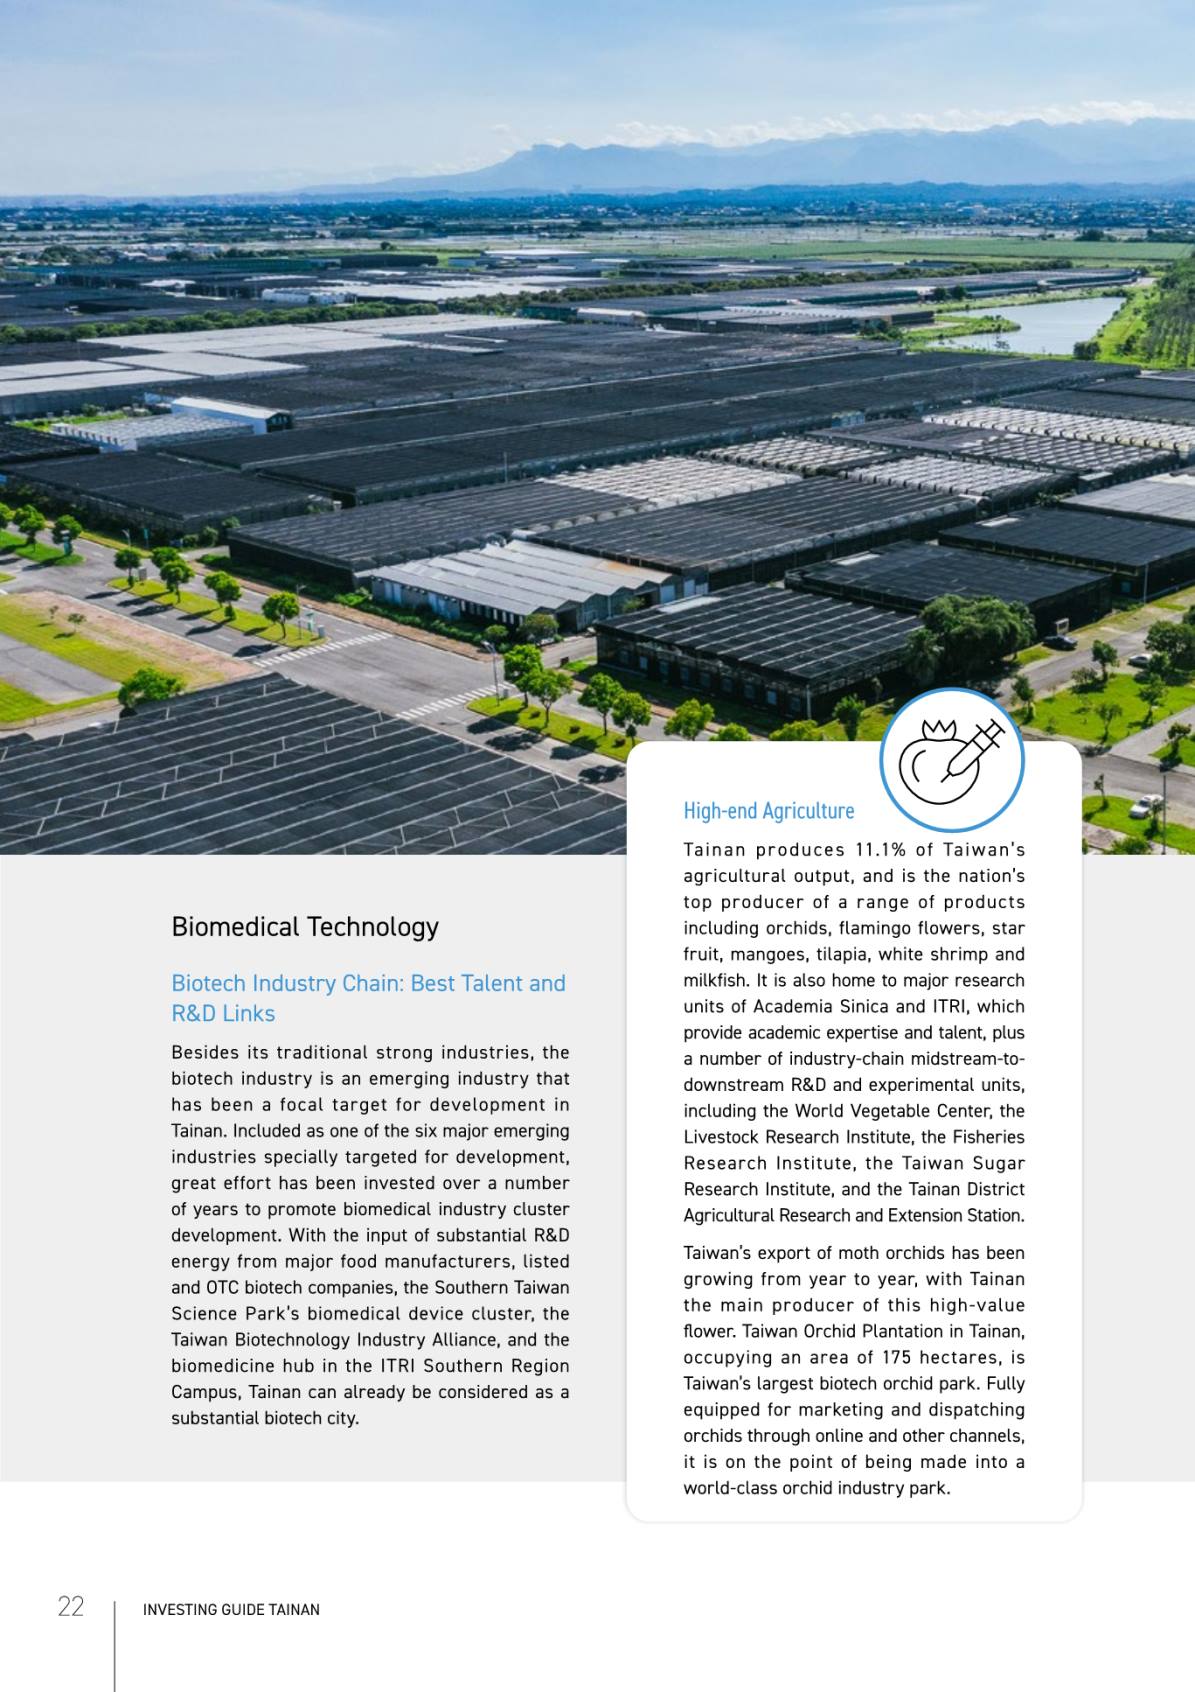 Biomedical Technology
Biotech Industry Chain: Best Talent and
R&D Links
Besides its traditional strong industries, the
biotech industry is an emerging industry that
has been a focal target for development in
Tainan. Included as one of the six major emerging
industries specially targeted for development,
great effort has been invested over a number
of years to promote biomedical industry cluster
development. With the input of substantial R&D
energy from major food manufacturers, listed
and OTC biotech companies, the Southern Taiwan
Science Park's biomedical device cluster, the
Taiwan Biotechnology Industry Alliance, and the
biomedicine hub in the ITRI Southern Region
Campus, Tainan can already be considered as a
substantial biotech city.
High-end Agriculture
Tainan produces 11.1% of Taiwan's
agricultural output, and is the nation's
top producer of a range of products
including orchids, flamingo flowers, star
fruit, mangoes, tilapia, white shrimp and
milkfish. It is also home to major research
units of Academia Sinica and ITRI, which
provide academic expertise and talent, plus
a number of industry-chain midstream-to-
downstream R&D and experimental units,
including the World Vegetable Center, the
Livestock Research Institute, the Fisheries
Research Institute, the Taiwan Sugar
Research Institute, and the Tainan District
Agricultural Research and Extension Station.
Taiwan's export of moth orchids has been
growing from year to year, with Tainan
the main producer of this high-value
flower. Taiwan Orchid Plantation in Tainan,
occupying an area of 175 hectares, is
Taiwan's largest biotech orchid park. Fully
equipped for marketing and dispatching
orchids through online and other channels,
it is on the point of being made into a
world-class orchid industry park.
22
INVESTING GUIDE TAINAN